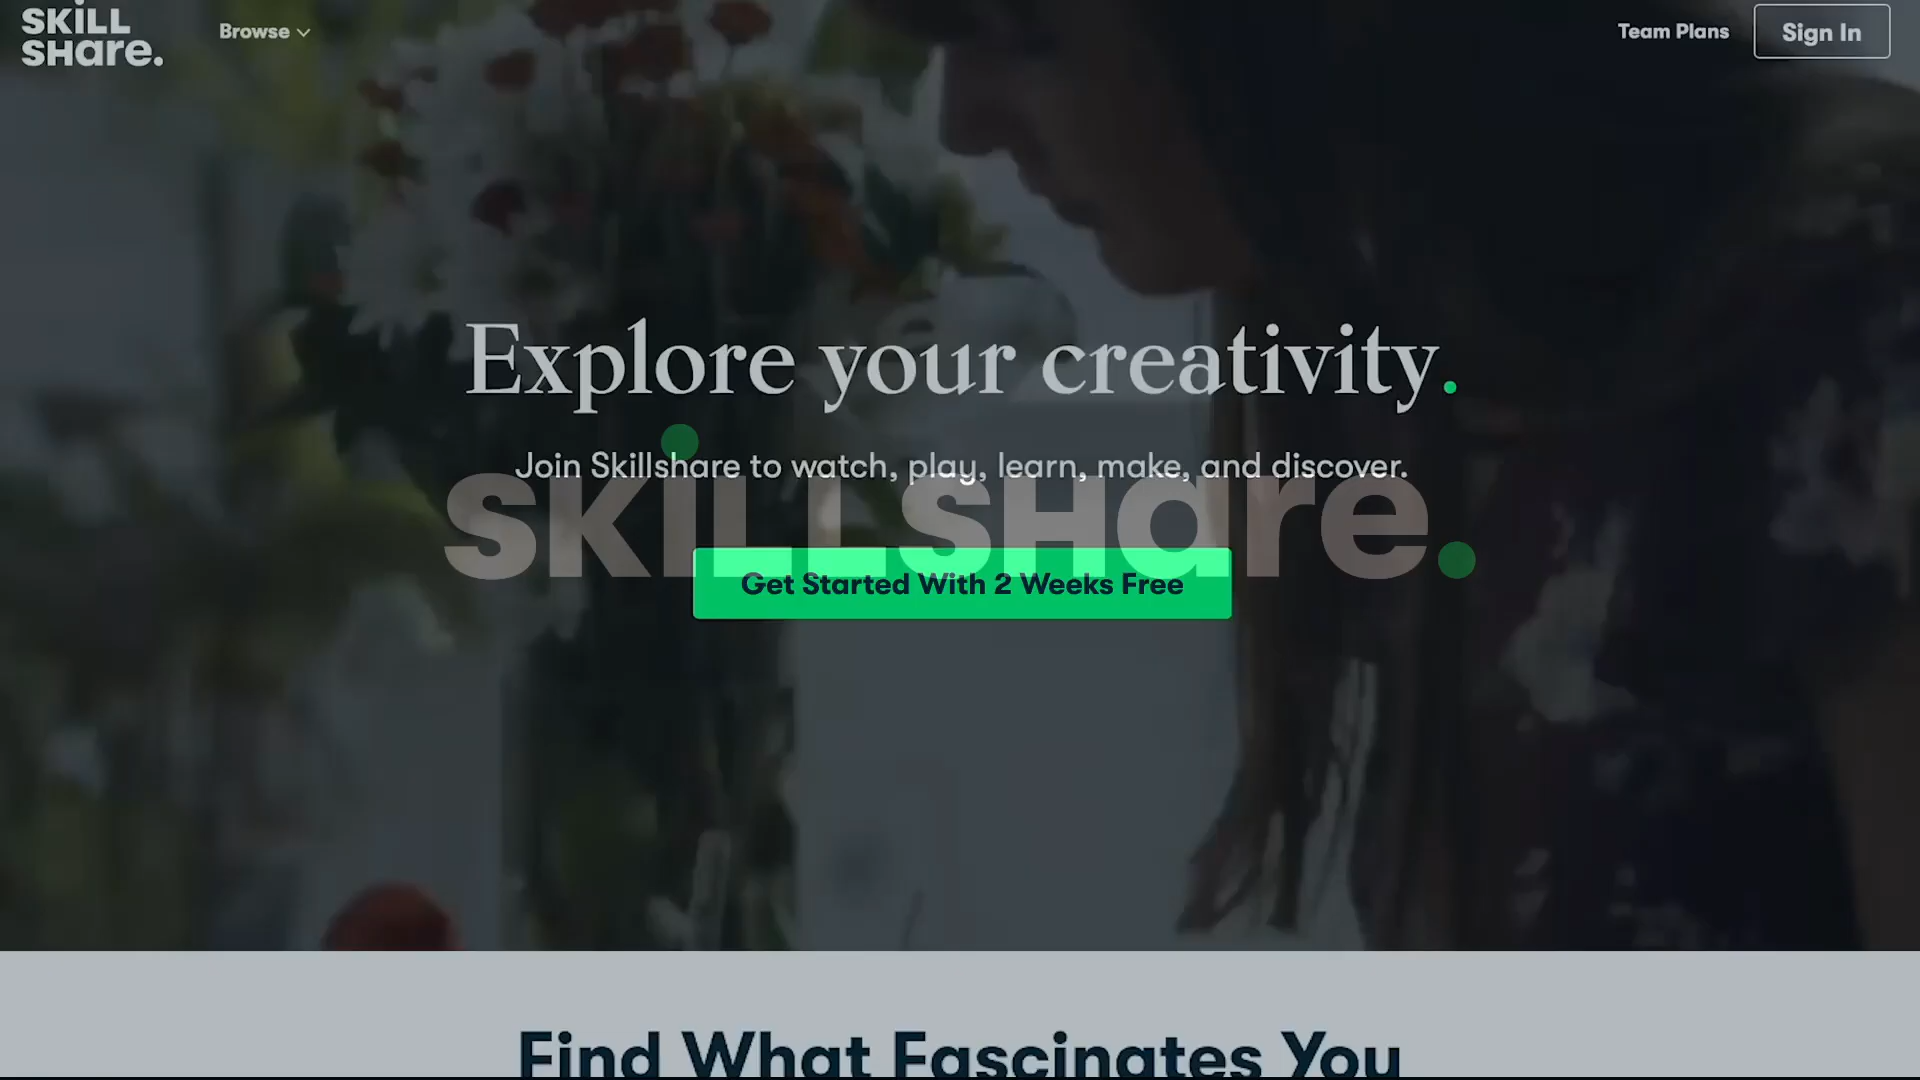 SKILL
SHare.
Browse
Team Plans
Sign In
Explore your creativity.
Join Skillshare to watch, play, learn, make, and discover.
SKILLSHare.
Get Started With 2 Weeks Free
Find What Fascinates You